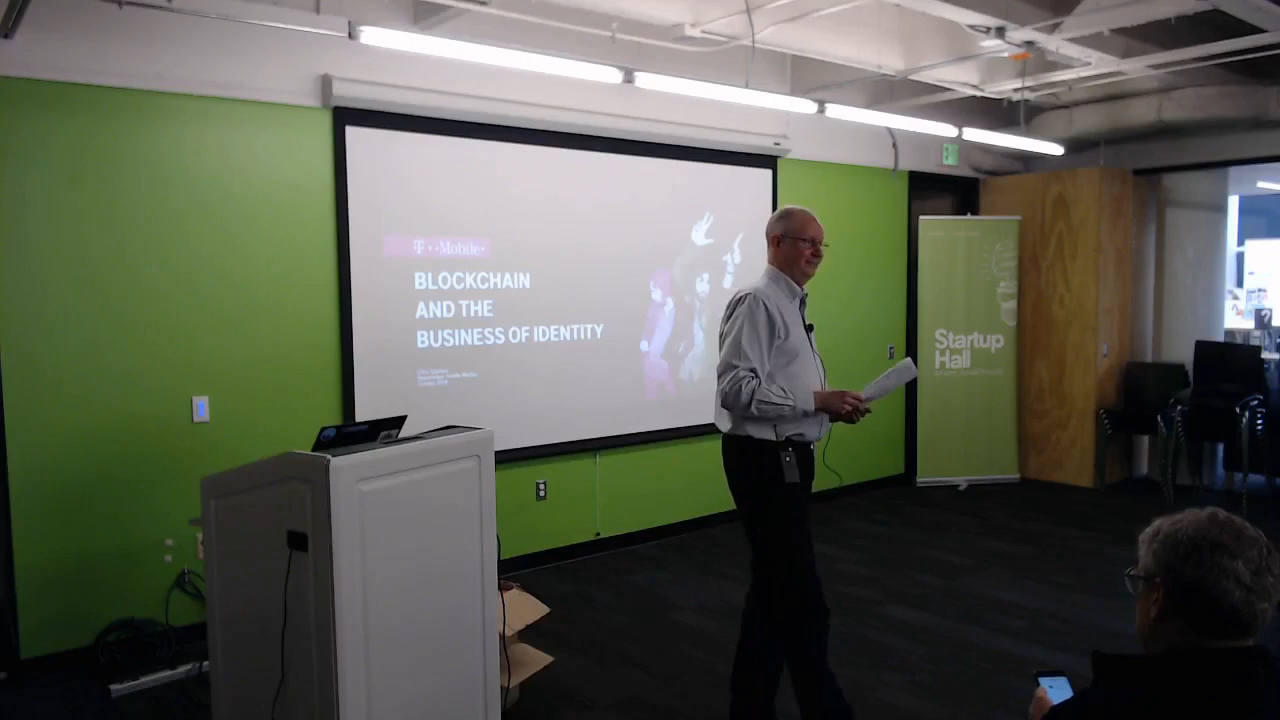 T··Mobile·
BLOCKCHAIN
AND THE
BUSINESS OF IDENTITY
Startup
Hall